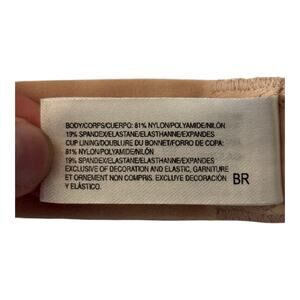 BODY/CORPS/CUERPO: 81% NYLON/POLYAMIDE/NILÓN
19% SPANDEX/ELASTANE/ELASTHANNE/EXPANDES
CUP LINING/DOUBLURE DU BONNET/FORRO DE COPA:
81% NYLON/POLYAMIDE/NILÓN
19% SPANDEX/ELASTANE/ELASTHANNE/EXPANDES
EXCLUSIVE OF DECORATION AND ELASTIC, GARNITURE
ET ORNEMENT NON COMPRIS. EXCLUYE DECORACIÓN
Y ELÁSTICO.
BR